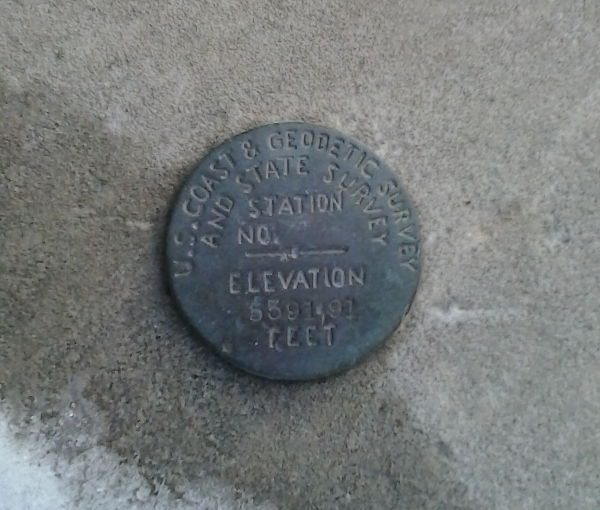 U.S. COAST & GEODETIC SURVEY
AND STATE SURVEY
STATION
NO.
ELEVATION
5591.91
FEET